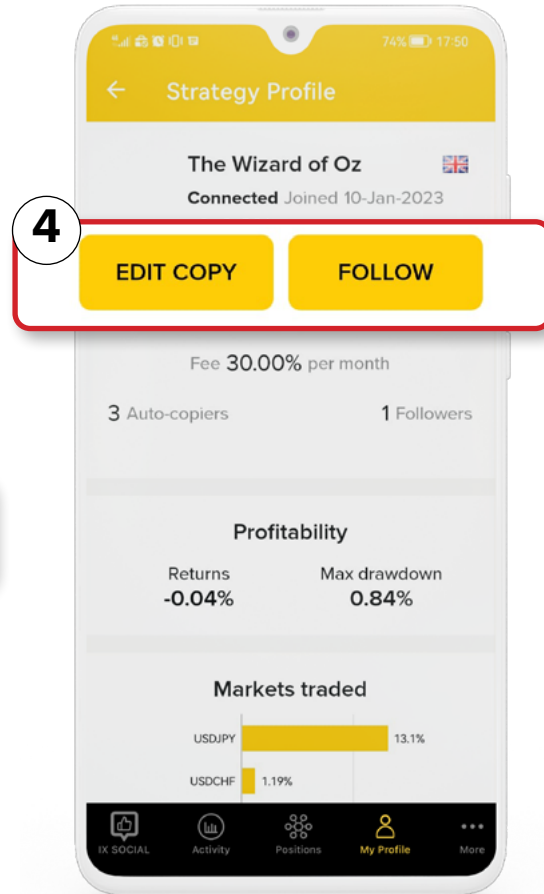 74% 17:50
Strategy Profile
The Wizard of Oz
Connected Joined 10-Jan-2023
4
EDIT COPY FOLLOW
Fee 30.00% per month
3 Auto-copiers 1 Followers
Profitability
Returns Max drawdown
-0.04% 0.84%
Markets traded
USDJPY 13.1%
USDCHF 1.19%
IX SOCIAL Activity Positions My Profile More